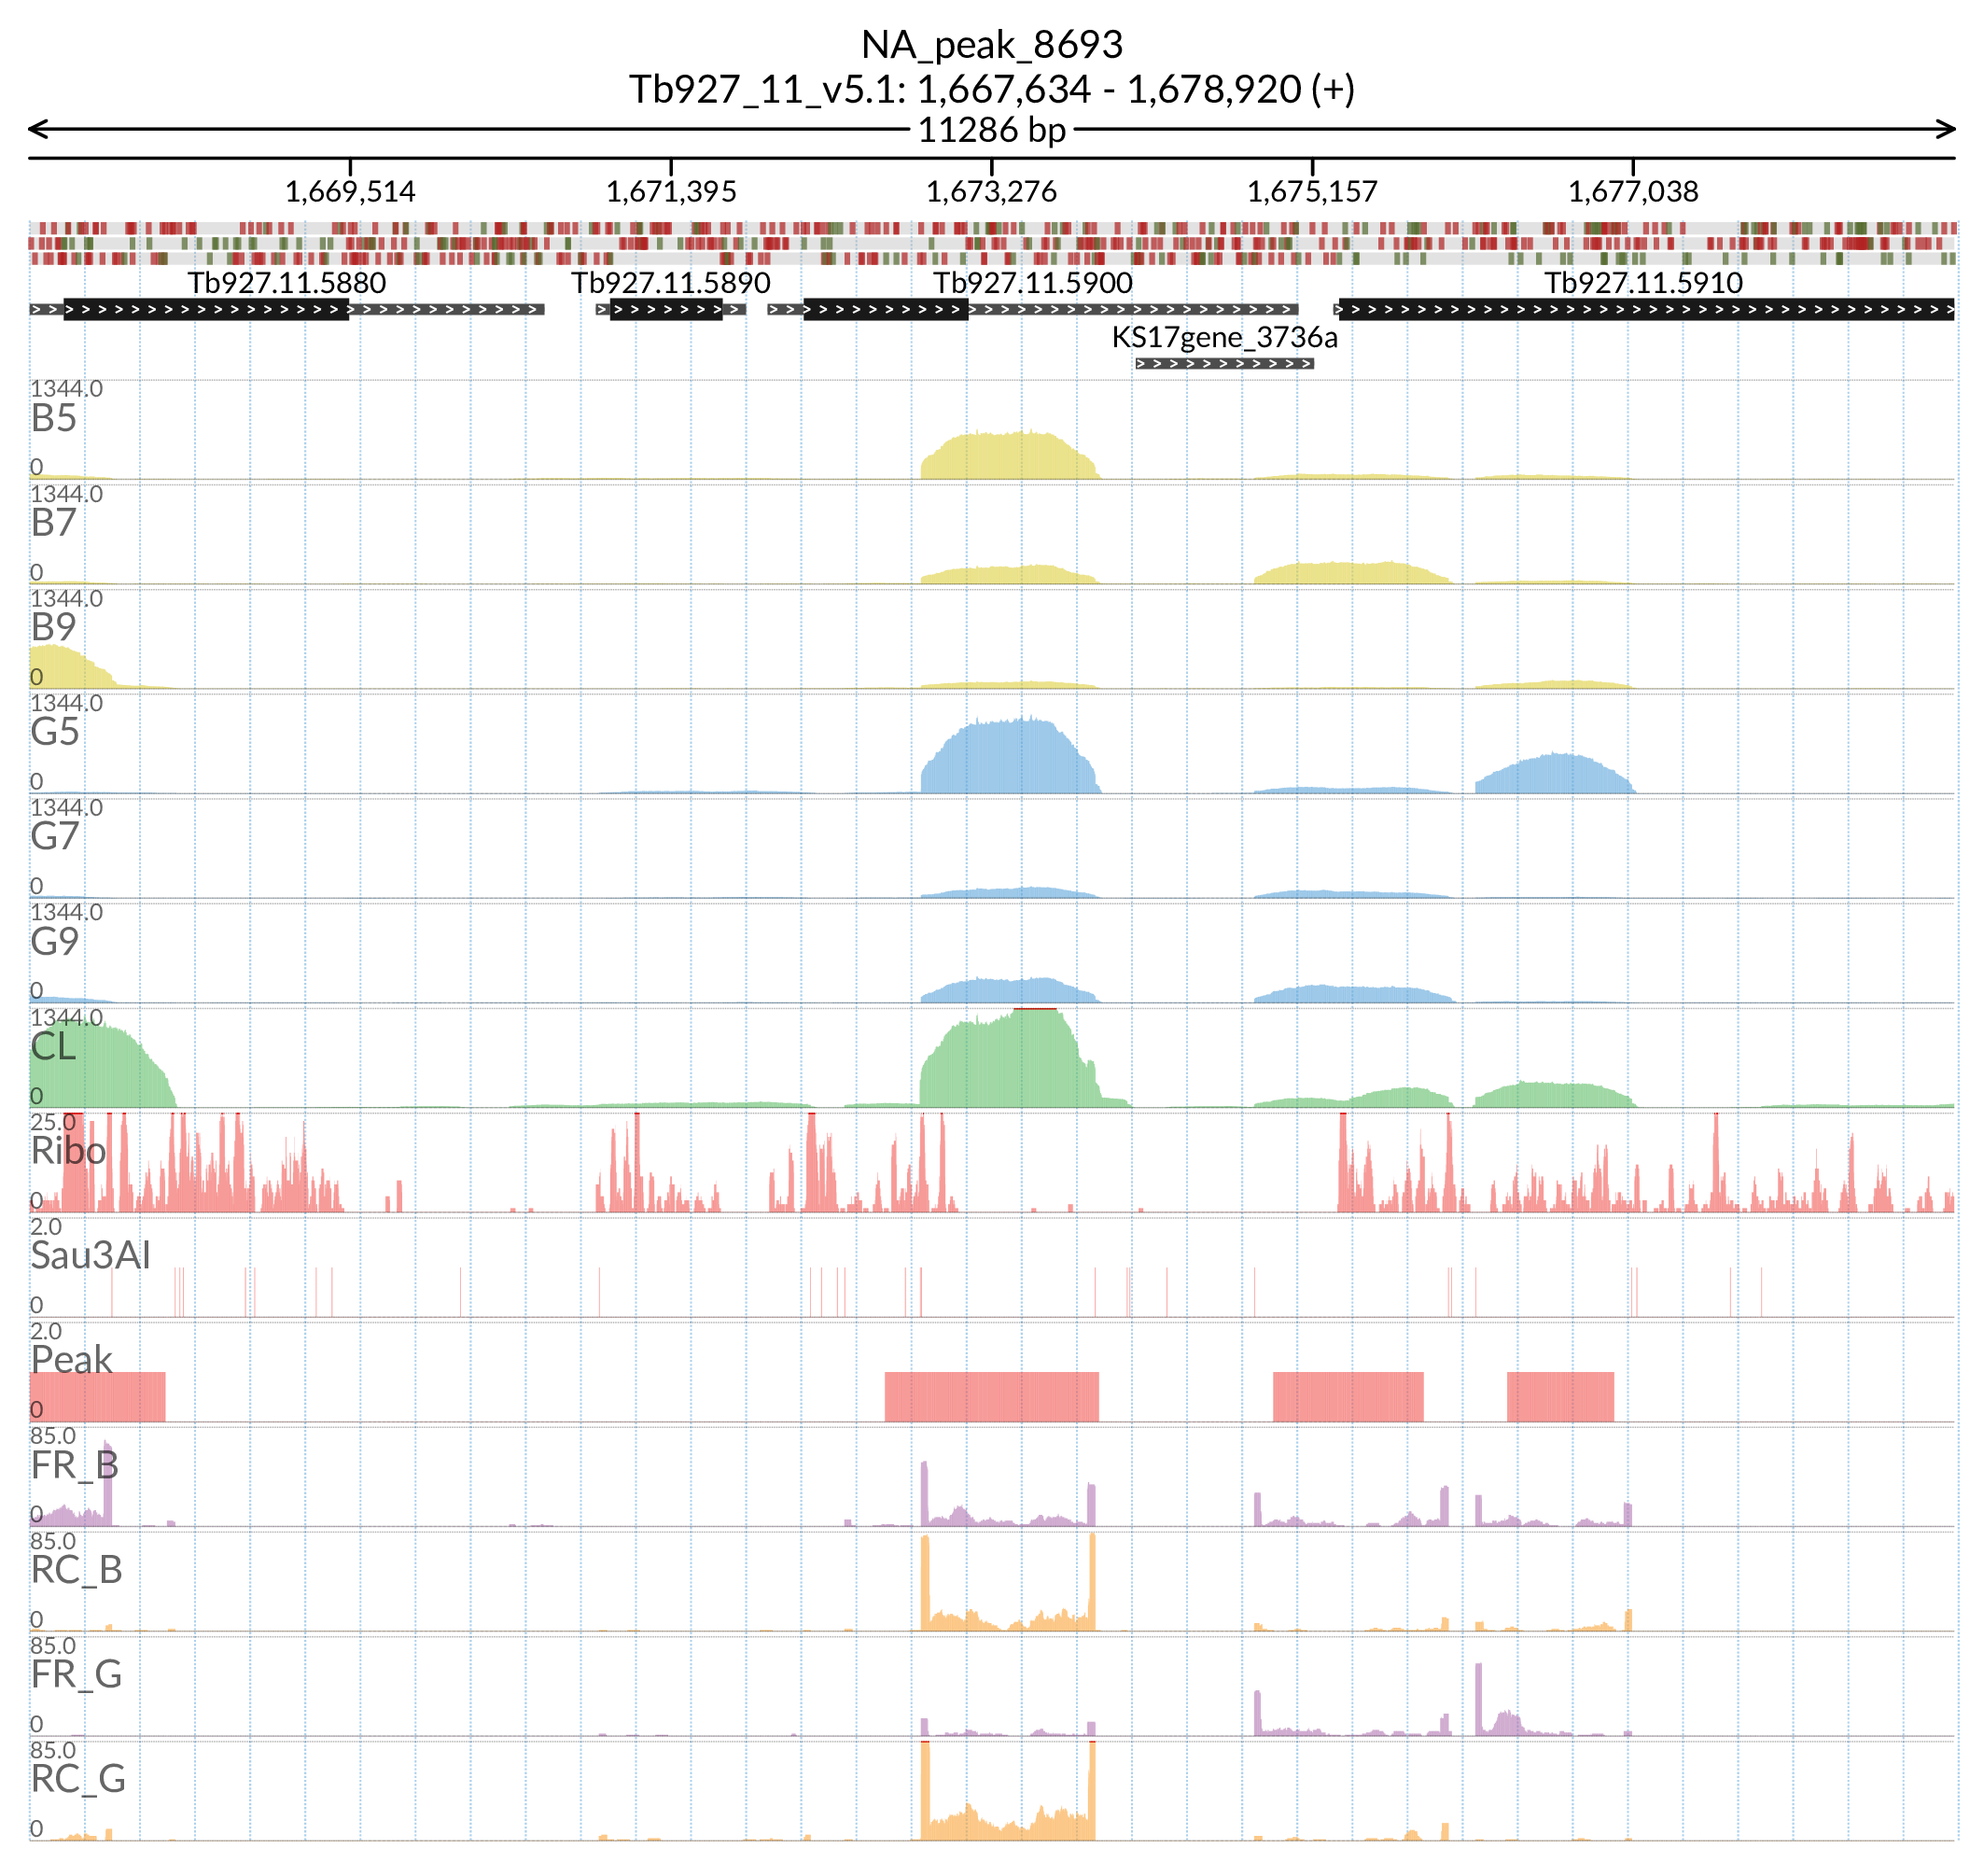 NA_peak_8693
Tb927_11_v5.1: 1,667,634 - 1,678,920 (+)
11286 bp
1,669,514 1,671,395 1,673,276 1,675,157 1,677,038
Tb927.11.5880 Tb927.11.5890 Tb927.11.5900 Tb927.11.5910
KS17gene_3736a
1344.0
B5
0
1344.0
B7
0
1344.0
B9
0
1344.0
G5
0
1344.0
G7
0
1344.0
G9
0
1344.0
CL
0
25.0
Ribo
0
2.0
Sau3AI
0
2.0
Peak
0
85.0
FR_B
0
85.0
RC_B
0
85.0
FR_G
0
85.0
RC_G
0